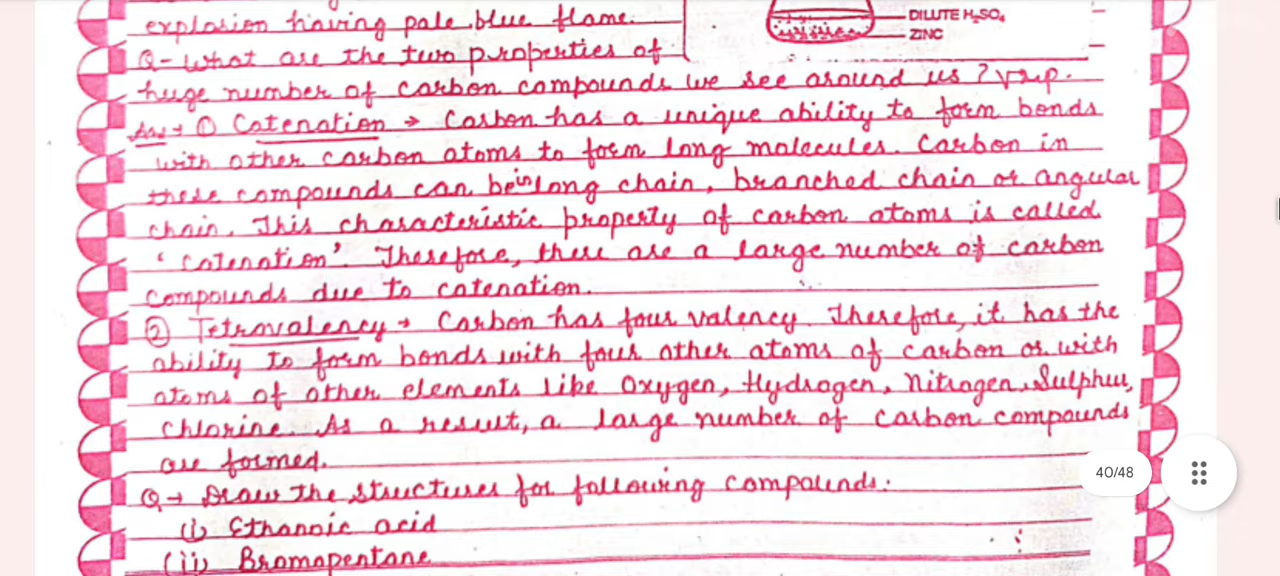 explosion having pale blue flame.
DILUTE H₂SO₄
ZINC
Q- What are the two properties of
huge number of carbon compounds we see around us ? v.imp.
Ans→ ① Catenation → Carbon has a unique ability to form bonds
with other carbon atoms to form long molecules. Carbon in
these compounds can be in long chain, branched chain or angular
chain. This characteristic property of carbon atoms is called
'catenation'. Therefore, there are a large number of carbon
compounds due to catenation.
② Tetravalency → Carbon has four valency. Therefore, it has the
ability to form bonds with four other atoms of carbon or with
atoms of other elements like Oxygen, Hydrogen, Nitrogen, Sulphur,
Chlorine. As a result, a large number of carbon compounds
are formed.
40/48
Q → Draw the structures for following compounds.
(i) Ethanoic acid
(ii) Bromopentane